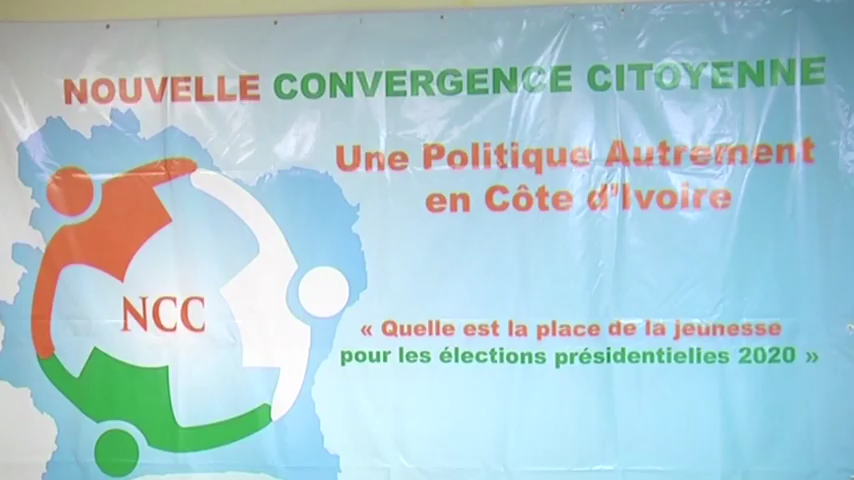 NOUVELLE CONVERGENCE CITOYENNE
Une Politique Autrement
en Côte d'Ivoire
NCC
« Quelle est la place de la jeunesse
pour les élections présidentielles 2020 »